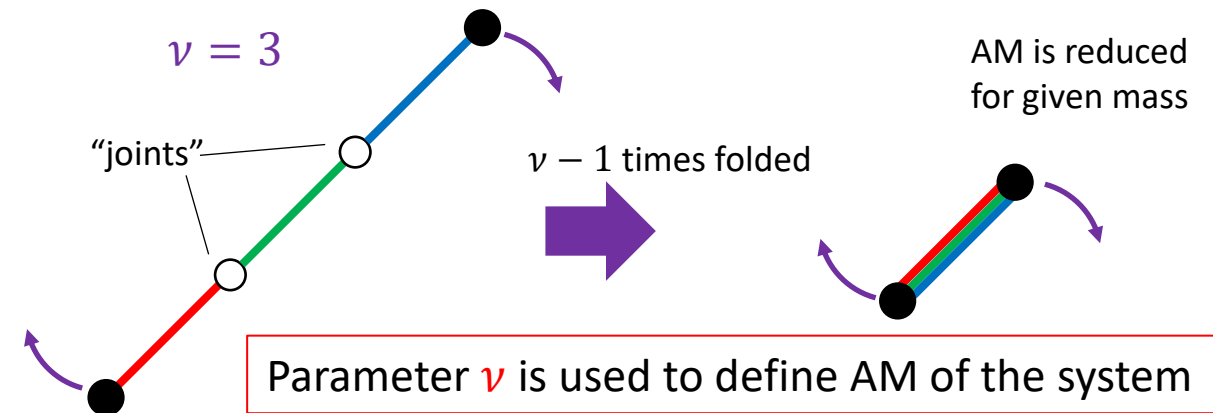 ν = 3
AM is reduced
for given mass
“joints”
ν − 1 times folded
Parameter ν is used to define AM of the system